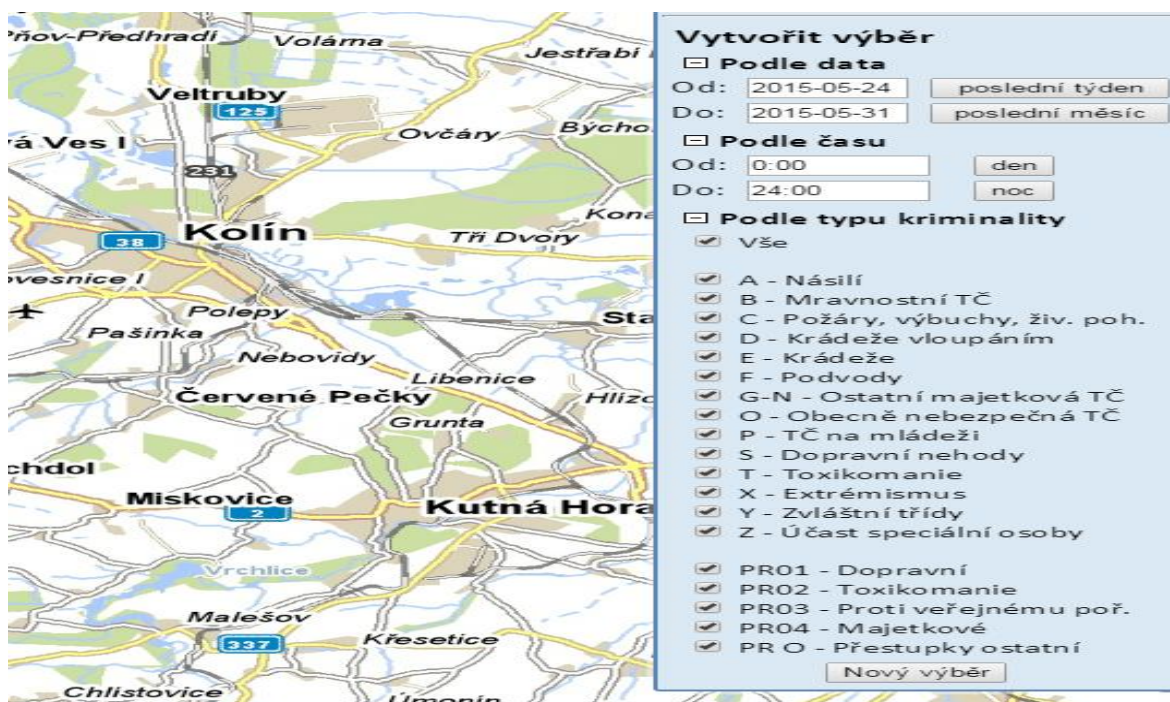 Volárna
Jestřabí
Veltruby
125
Ovčáry
Býcho
á Ves I
231
Kolín
38
Tři Dvory
Kona
ovesnice I
Polepy
Sta
Pašinka
Nebovidy
Libenice
Červené Pečky
Hlizo
Grunta
chdol
Miskovice
2
Kutná Hora
Vrchlice
Malešov
337
Křesetice
Chlistovice
Úmonín
Vytvořit výběr
Podle data
Od: 2015-05-24 poslední týden
Do: 2015-05-31 poslední měsíc
Podle času
Od: 0:00 den
Do: 24:00 noc
Podle typu kriminality
Vše
A - Násilí
B - Mravnostní TČ
C - Požáry, výbuchy, živ. poh.
D - Krádeže vloupáním
E - Krádeže
F - Podvody
G-N - Ostatní majetková TČ
O - Obecně nebezpečná TČ
P - TČ na mládeži
S - Dopravní nehody
T - Toxikomanie
X - Extrémismus
Y - Zvláštní třídy
Z - Účast speciální osoby
PR01 - Dopravní
PR02 - Toxikomanie
PR03 - Proti veřejnému poř.
PR04 - Majetkové
PR O - Přestupky ostatní
Nový výběr